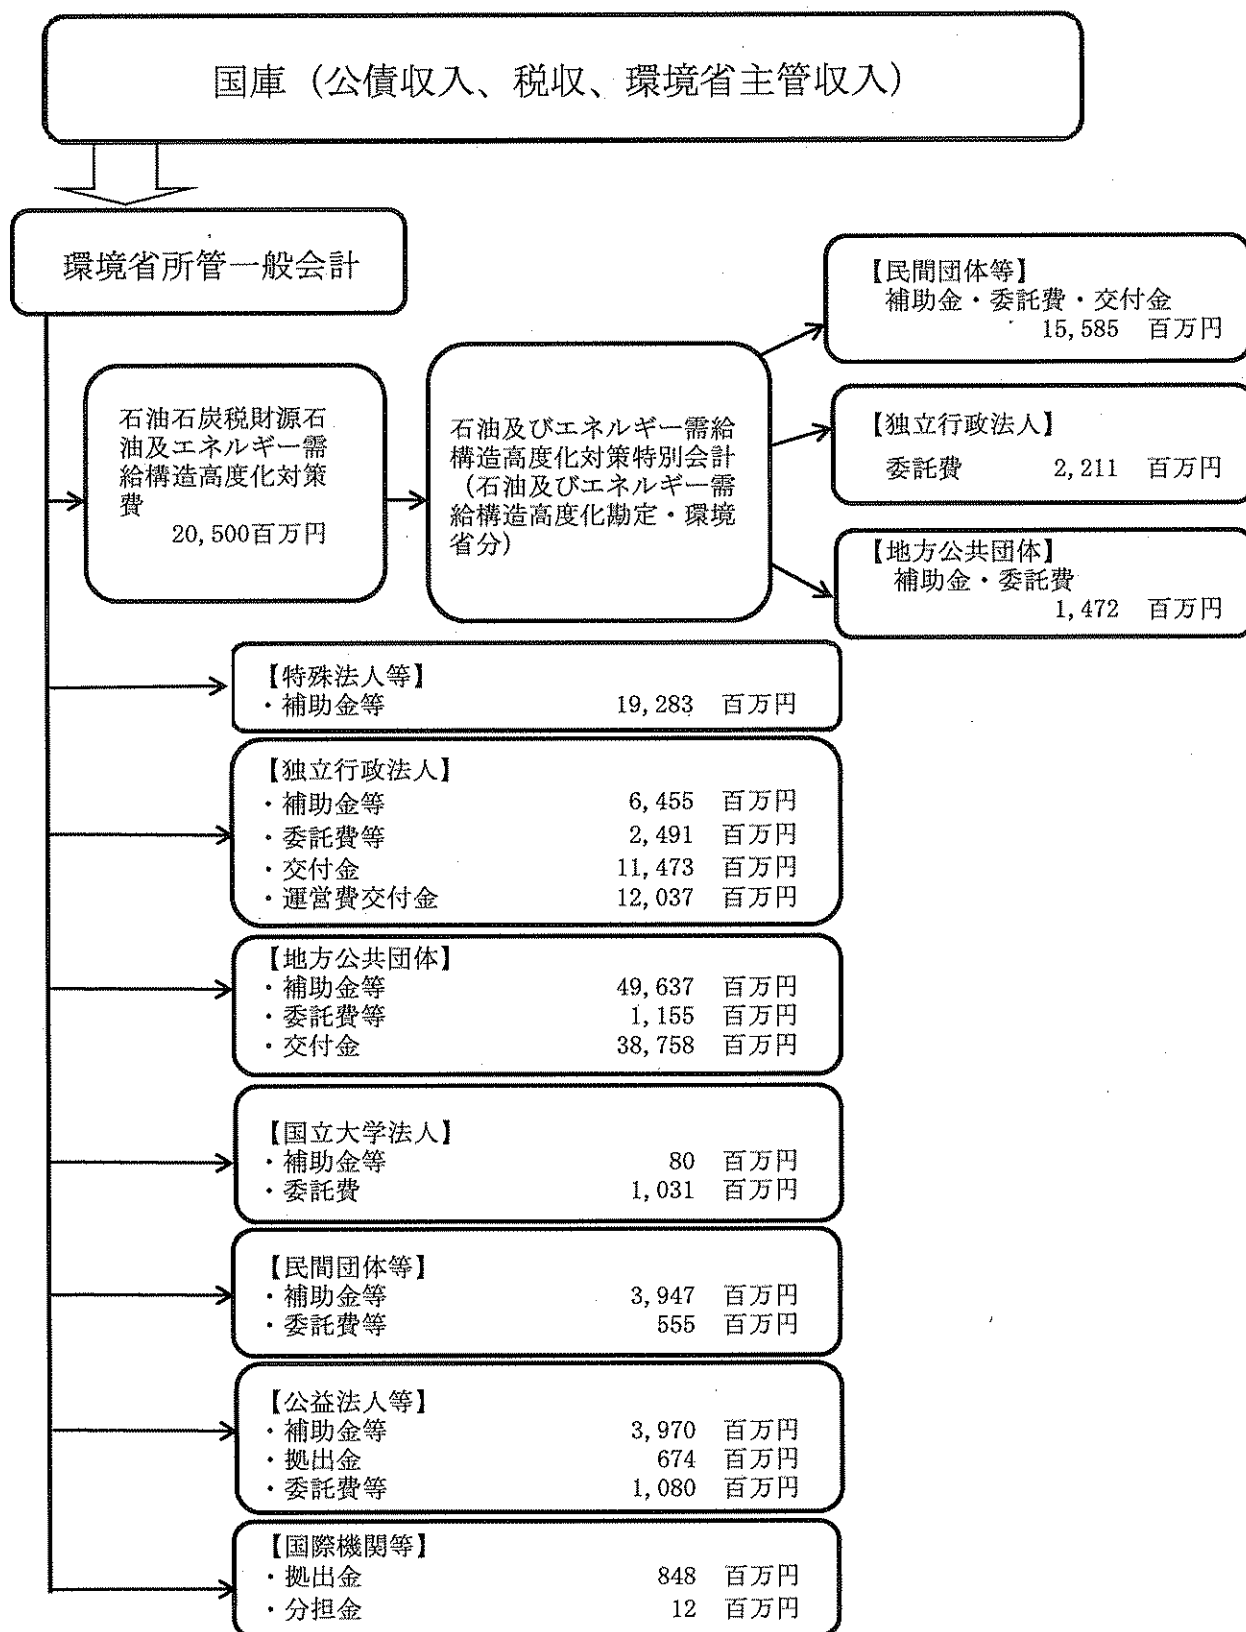 国庫（公債収入、税収、環境省主管収入）
環境省所管一般会計
石油石炭税財源石
油及エネルギー需
給構造高度化対策
費
20,500百万円
石油及びエネルギー需給
構造高度化対策特別会計
（石油及びエネルギー需
給構造高度化勘定・環境
省分）
【民間団体等】
補助金・委託費・交付金
15,585 百万円
【独立行政法人】
委託費 2,211 百万円
【地方公共団体】
補助金・委託費
1,472 百万円
【特殊法人等】
・補助金等 19,283 百万円
【独立行政法人】
・補助金等 6,455 百万円
・委託費等 2,491 百万円
・交付金 11,473 百万円
・運営費交付金 12,037 百万円
【地方公共団体】
・補助金等 49,637 百万円
・委託費等 1,155 百万円
・交付金 38,758 百万円
【国立大学法人】
・補助金等 80 百万円
・委託費 1,031 百万円
【民間団体等】
・補助金等 3,947 百万円
・委託費等 555 百万円
【公益法人等】
・補助金等 3,970 百万円
・拠出金 674 百万円
・委託費等 1,080 百万円
【国際機関等】
・拠出金 848 百万円
・分担金 12 百万円